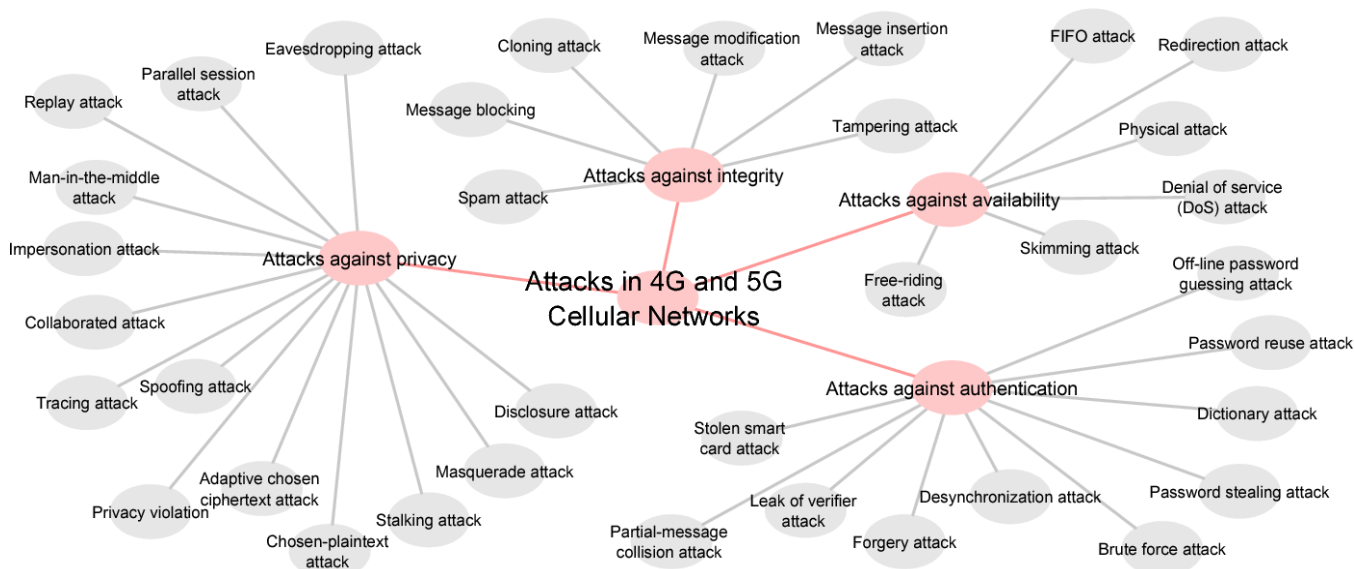 Eavesdropping attack
Parallel session
attack
Replay attack
Man-in-the-middle
attack
Impersonation attack
Collaborated attack
Tracing attack
Spoofing attack
Privacy violation
Adaptive chosen
ciphertext attack
Chosen-plaintext
attack
Stalking attack
Masquerade attack
Disclosure attack
Attacks against privacy
Cloning attack
Message modification
attack
Message insertion
attack
Message blocking
Tampering attack
Spam attack
Attacks against integrity
FIFO attack
Redirection attack
Physical attack
Denial of service
(DoS) attack
Skimming attack
Free-riding
attack
Attacks against availability
Attacks in 4G and 5G
Cellular Networks
Off-line password
guessing attack
Password reuse attack
Attacks against authentication
Dictionary attack
Stolen smart
card attack
Password stealing attack
Leak of verifier
attack
Desynchronization attack
Partial-message
collision attack
Forgery attack
Brute force attack